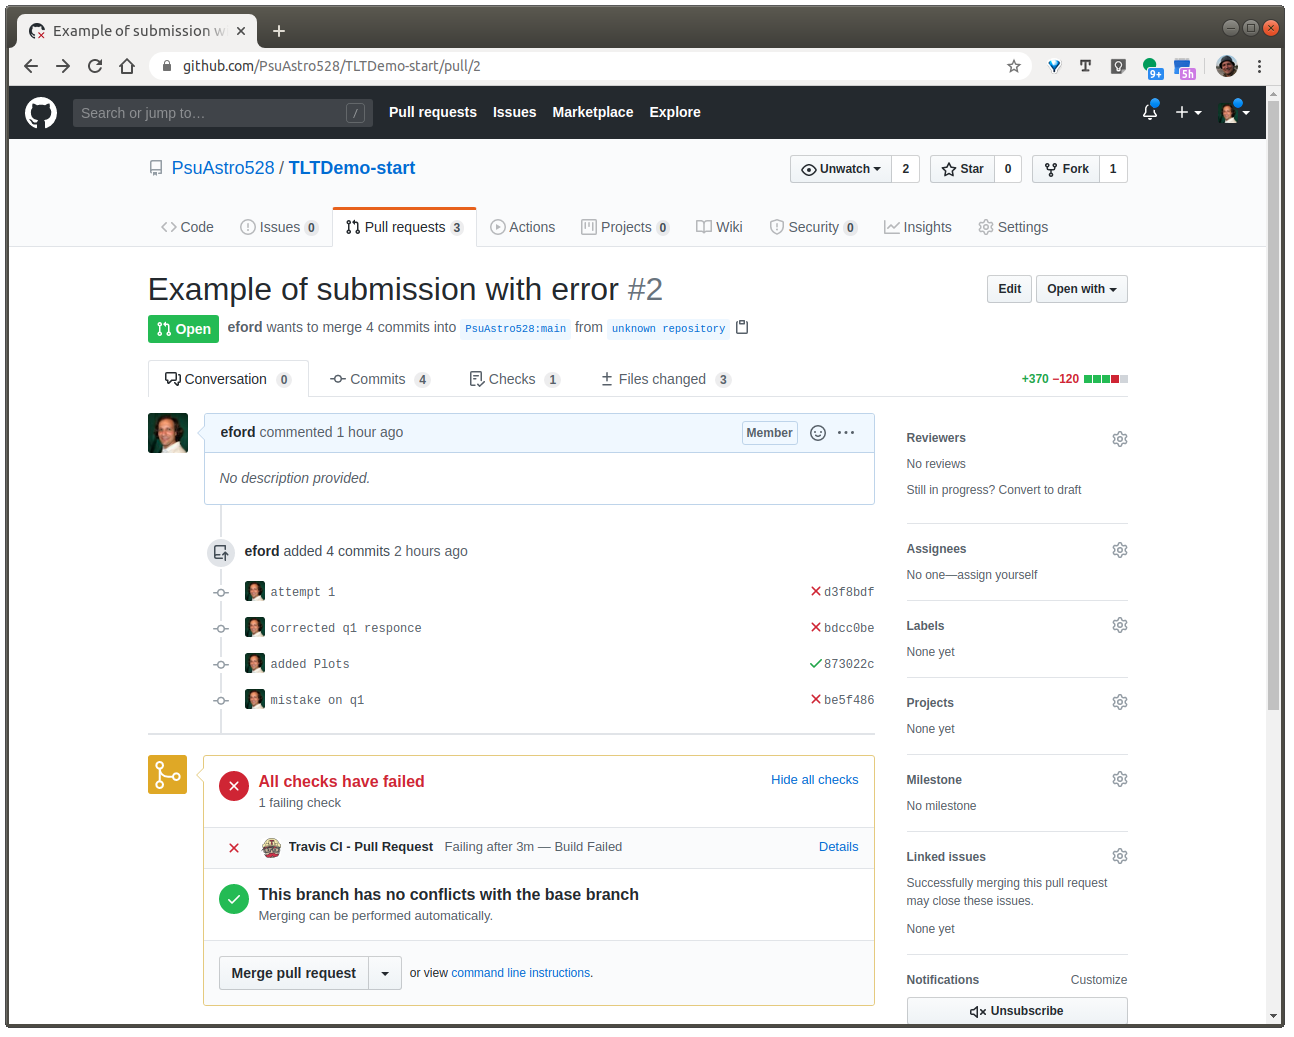 Example of submission w
github.com/PsuAstro528/TLTDemo-start/pull/2
9+
5h
Search or jump to…
/
Pull requests Issues Marketplace Explore
PsuAstro528 / TLTDemo-start
Unwatch 2 Star 0 Fork 1
Code Issues 0 Pull requests 3 Actions Projects 0 Wiki Security 0 Insights Settings
Example of submission with error #2
Edit Open with
Open eford wants to merge 4 commits into PsuAstro528:main from unknown repository
Conversation 0 Commits 4 Checks 1 Files changed 3 +370 −120
eford commented 1 hour ago Member
No description provided.
eford added 4 commits 2 hours ago
attempt 1 d3f8bdf
corrected q1 responce bdcc0be
added Plots 873022c
mistake on q1 be5f486
All checks have failed Hide all checks
1 failing check
Travis CI - Pull Request Failing after 3m — Build Failed Details
This branch has no conflicts with the base branch
Merging can be performed automatically.
Merge pull request or view command line instructions.
Reviewers
No reviews
Still in progress? Convert to draft
Assignees
No one—assign yourself
Labels
None yet
Projects
None yet
Milestone
No milestone
Linked issues
Successfully merging this pull request
may close these issues.
None yet
Notifications Customize
Unsubscribe